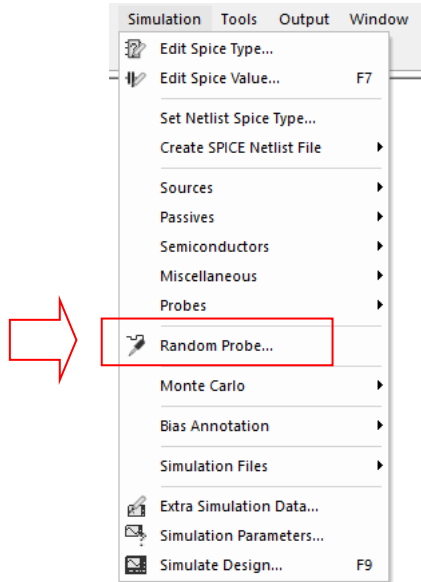 Simulation Tools Output Window
Edit Spice Type...
Edit Spice Value... F7
Set Netlist Spice Type...
Create SPICE Netlist File
Sources
Passives
Semiconductors
Miscellaneous
Probes
Random Probe...
Monte Carlo
Bias Annotation
Simulation Files
Extra Simulation Data...
Simulation Parameters...
Simulate Design... F9